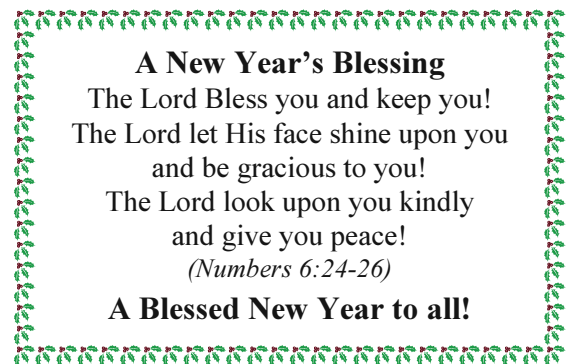 A New Year’s Blessing
The Lord Bless you and keep you!
The Lord let His face shine upon you
and be gracious to you!
The Lord look upon you kindly
and give you peace!
(Numbers 6:24-26)
A Blessed New Year to all!